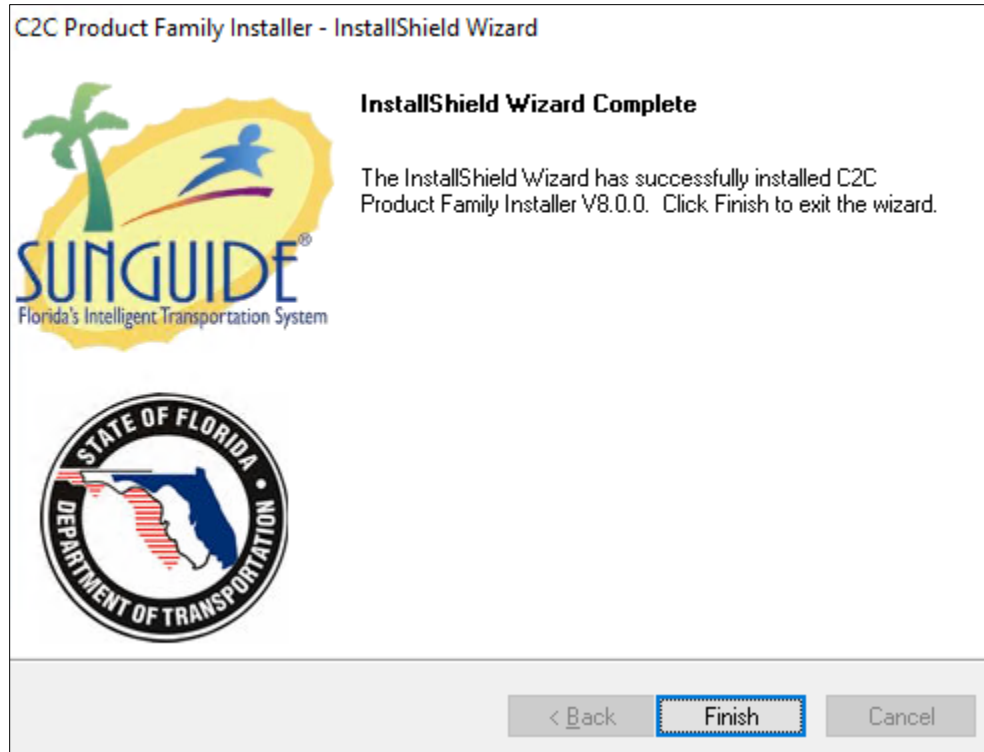 C2C Product Family Installer - InstallShield Wizard
InstallShield Wizard Complete
The InstallShield Wizard has successfully installed C2C
Product Family Installer V8.0.0. Click Finish to exit the wizard.
SUNGUIDE®
Florida's Intelligent Transportation System
STATE OF FLORIDA
DEPARTMENT OF TRANSPORTATION
< Back
Finish
Cancel